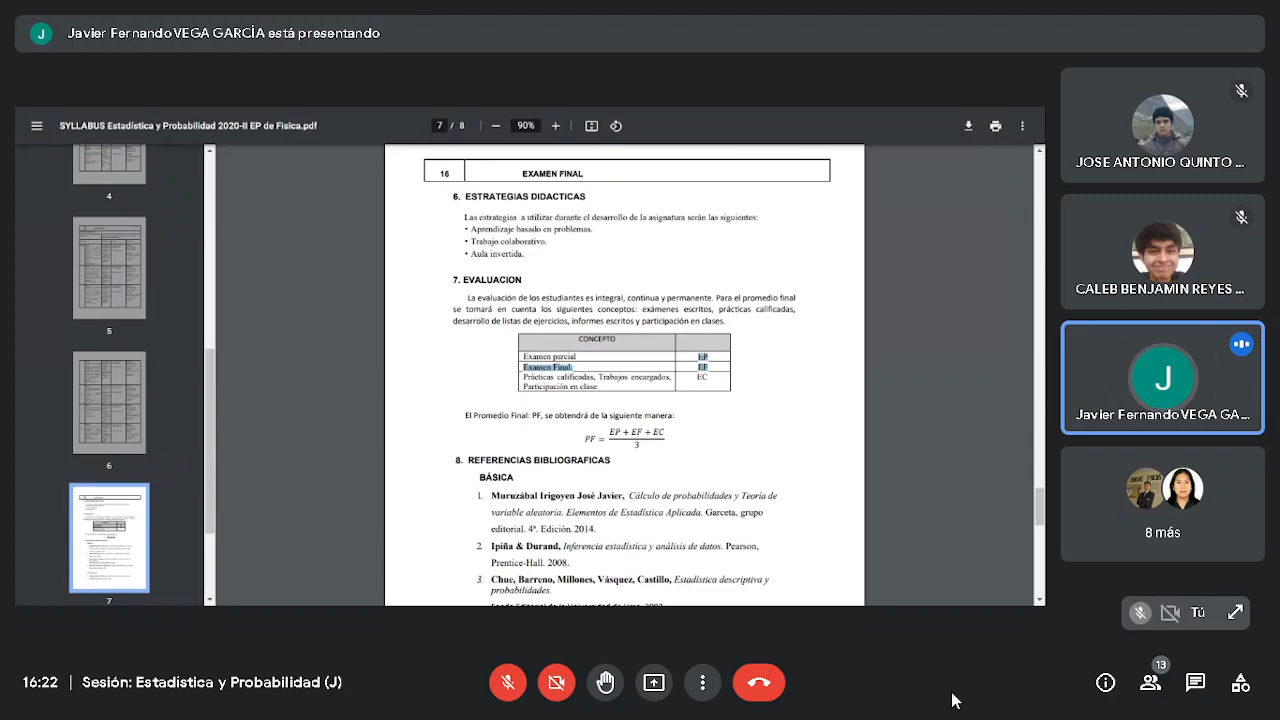 J Javier FernandoVEGA GARCÍA está presentando
SYLLABUS Estadística y Probabilidad 2020-II EP de Fisica.pdf
7 / 8
90%
4
5
6
7
16 EXAMEN FINAL
6. ESTRATEGIAS DIDACTICAS
Las estrategias a utilizar durante el desarrollo de la asignatura serán las siguientes:
• Aprendizaje basado en problemas.
• Trabajo colaborativo.
• Aula invertida.
7. EVALUACION
La evaluación de los estudiantes es integral, continua y permanente. Para el promedio final
se tomará en cuenta los siguientes conceptos: exámenes escritos, prácticas calificadas,
desarrollo de listas de ejercicios, informes escritos y participación en clases.
CONCEPTO
Examen parcial EP
Examen Final. EF
Prácticas calificadas, Trabajos encargados, EC
Participación en clase.
El Promedio Final: PF, se obtendrá de la siguiente manera:
PF = (EP + EF + EC) / 3
8. REFERENCIAS BIBLIOGRAFICAS
BÁSICA
1. Muruzábal Irigoyen José Javier, Cálculo de probabilidades y Teoría de
variable aleatoria. Elementos de Estadística Aplicada. Garceta, grupo
editorial. 4ª. Edición. 2014.
2. Ipiña & Durand, Inferencia estadística y análisis de datos. Pearson,
Prentice-Hall. 2008.
3. Chue, Barreno, Millones, Vásquez, Castillo, Estadística descriptiva y
probabilidades.
JOSE ANTONIO QUINTO ...
CALEB BENJAMIN REYES ...
J
Javier Fernando VEGA GA...
7 más
Tú
16:22 | Sesión: Estadística y Probabilidad (J)
13